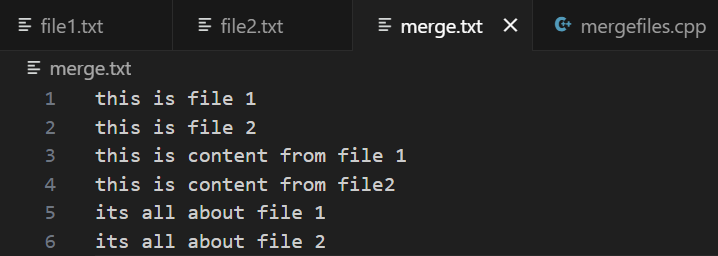 file1.txt file2.txt merge.txt mergefiles.cpp
merge.txt
1 this is file 1
2 this is file 2
3 this is content from file 1
4 this is content from file2
5 its all about file 1
6 its all about file 2